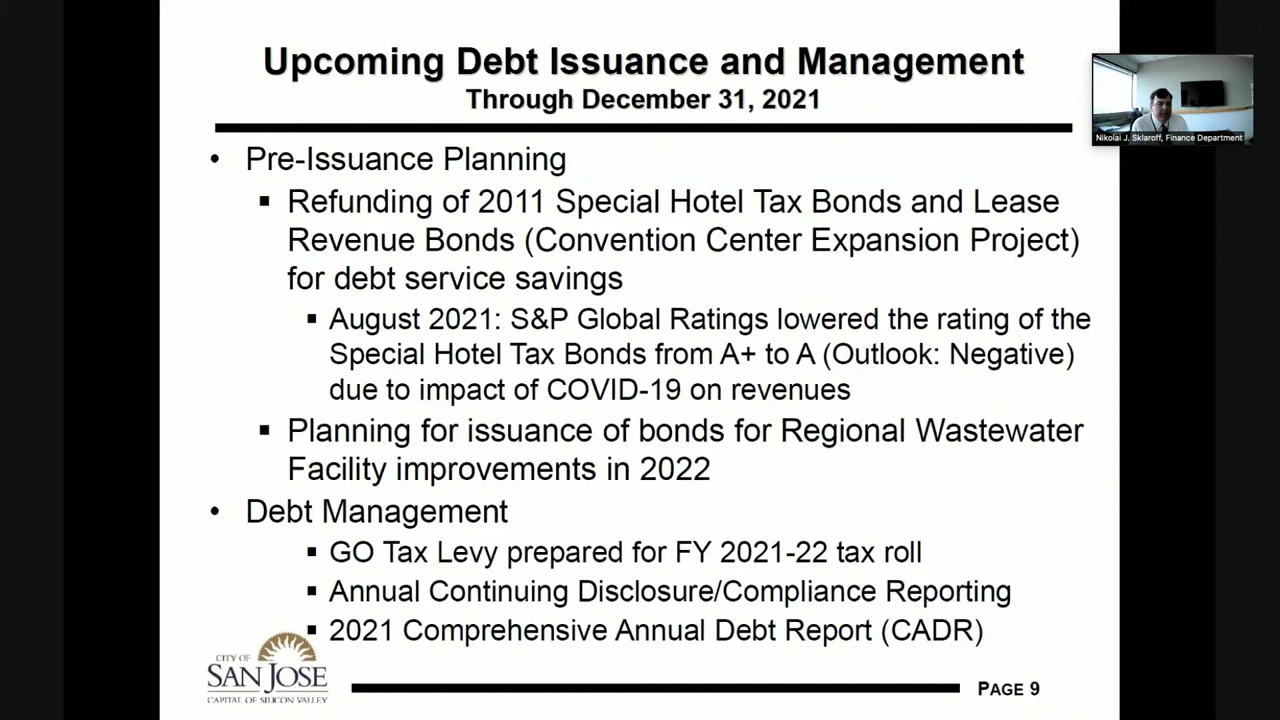 Upcoming Debt Issuance and Management
Through December 31, 2021
Nikolai J. Sklaroff, Finance Department
• Pre-Issuance Planning
▪ Refunding of 2011 Special Hotel Tax Bonds and Lease
Revenue Bonds (Convention Center Expansion Project)
for debt service savings
▪ August 2021: S&P Global Ratings lowered the rating of the
Special Hotel Tax Bonds from A+ to A (Outlook: Negative)
due to impact of COVID-19 on revenues
▪ Planning for issuance of bonds for Regional Wastewater
Facility improvements in 2022
• Debt Management
▪ GO Tax Levy prepared for FY 2021-22 tax roll
▪ Annual Continuing Disclosure/Compliance Reporting
▪ 2021 Comprehensive Annual Debt Report (CADR)
CITY OF
SAN JOSE
CAPITAL OF SILICON VALLEY
PAGE 9